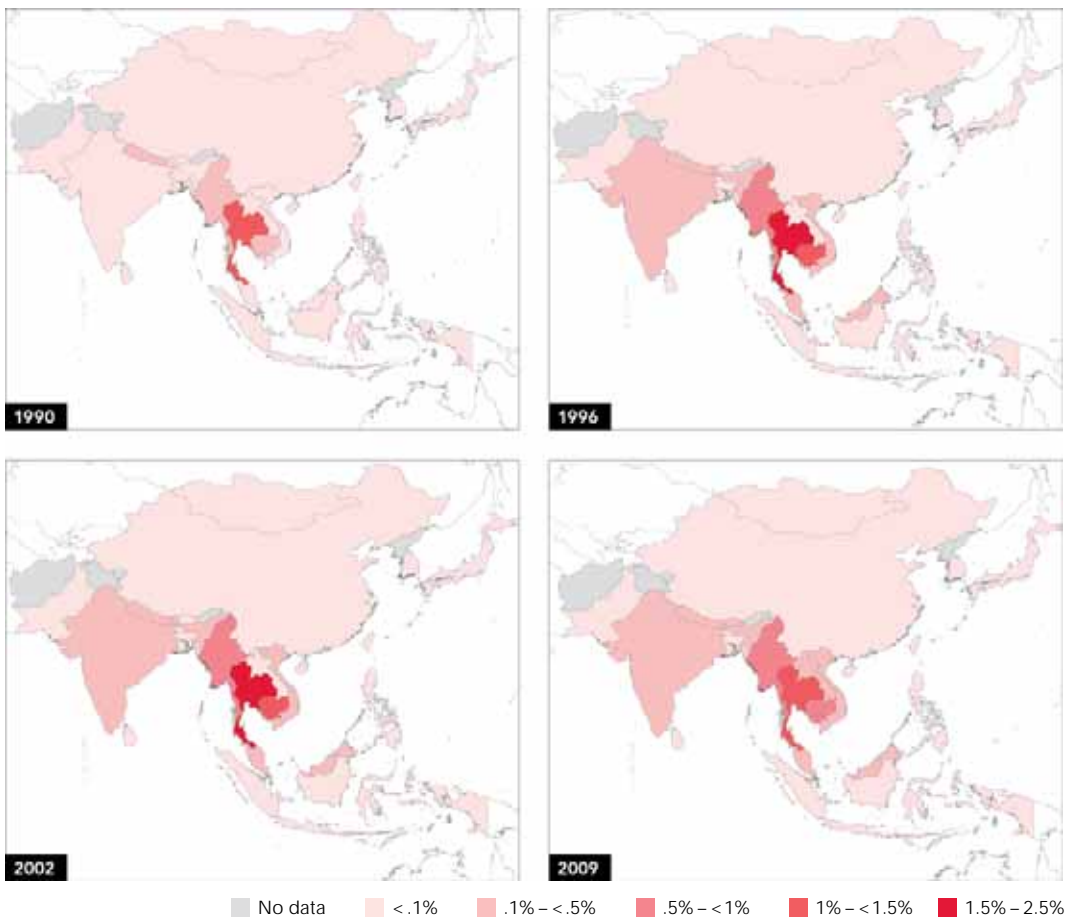 1990
1996
2002
2009
No data
< .1%
.1% – < .5%
.5% – < 1%
1% – < 1.5%
1.5% – 2.5%